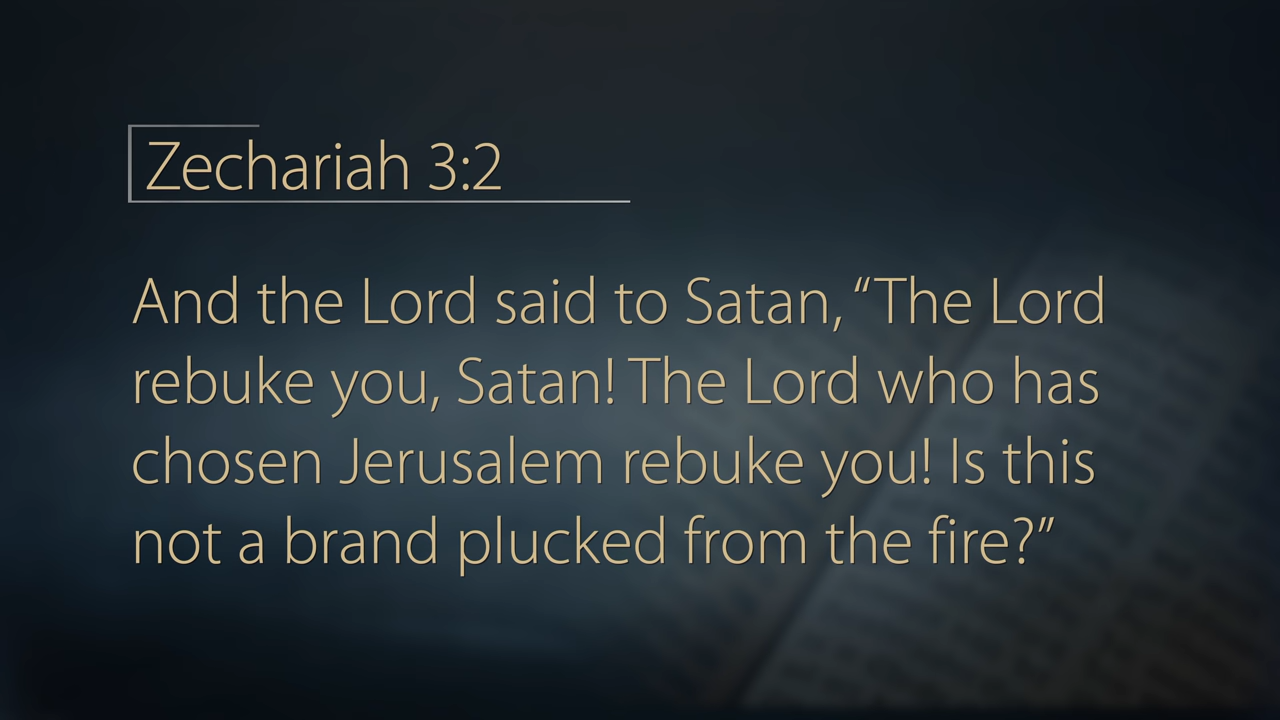 Zechariah 3:2
And the Lord said to Satan, “The Lord
rebuke you, Satan! The Lord who has
chosen Jerusalem rebuke you! Is this
not a brand plucked from the fire?”